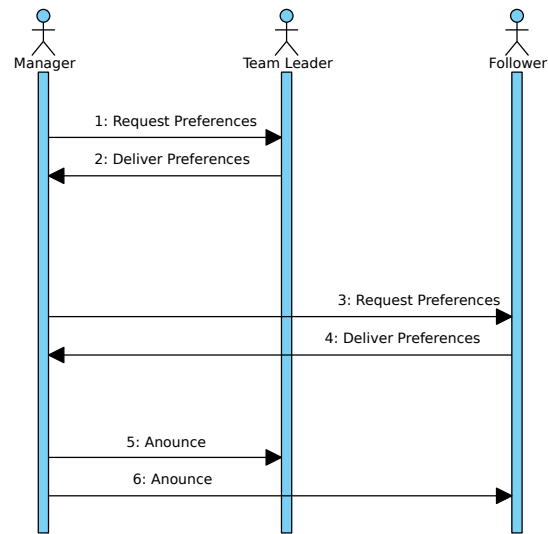 Manager
Team Leader
Follower
1: Request Preferences
2: Deliver Preferences
3: Request Preferences
4: Deliver Preferences
5: Anounce
6: Anounce